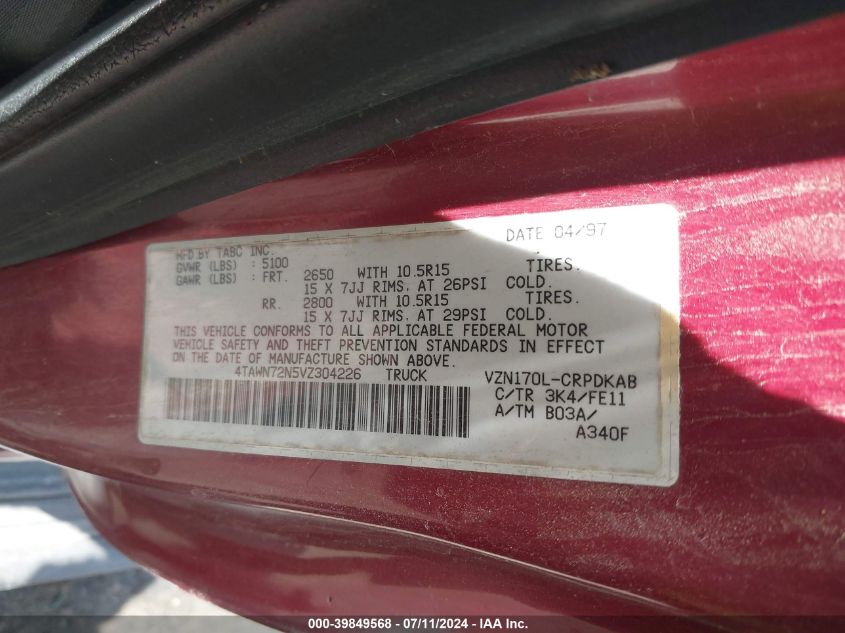 DATE 04/97
MFD BY TABC INC.
GVWR (LBS) : 5100
GAWR (LBS) : FRT. 2650 WITH 10.5R15 TIRES.
15 X 7JJ RIMS. AT 26PSI COLD.
RR. 2800 WITH 10.5R15 TIRES.
15 X 7JJ RIMS. AT 29PSI COLD.
THIS VEHICLE CONFORMS TO ALL APPLICABLE FEDERAL MOTOR
VEHICLE SAFETY AND THEFT PREVENTION STANDARDS IN EFFECT
ON THE DATE OF MANUFACTURE SHOWN ABOVE.
4TAWN72N5VZ304226 TRUCK VZN170L-CRPDKAB
C/TR 3K4/FE11
A/TM B03A/
A340F
000-39849568 - 07/11/2024 - IAAI, Inc.